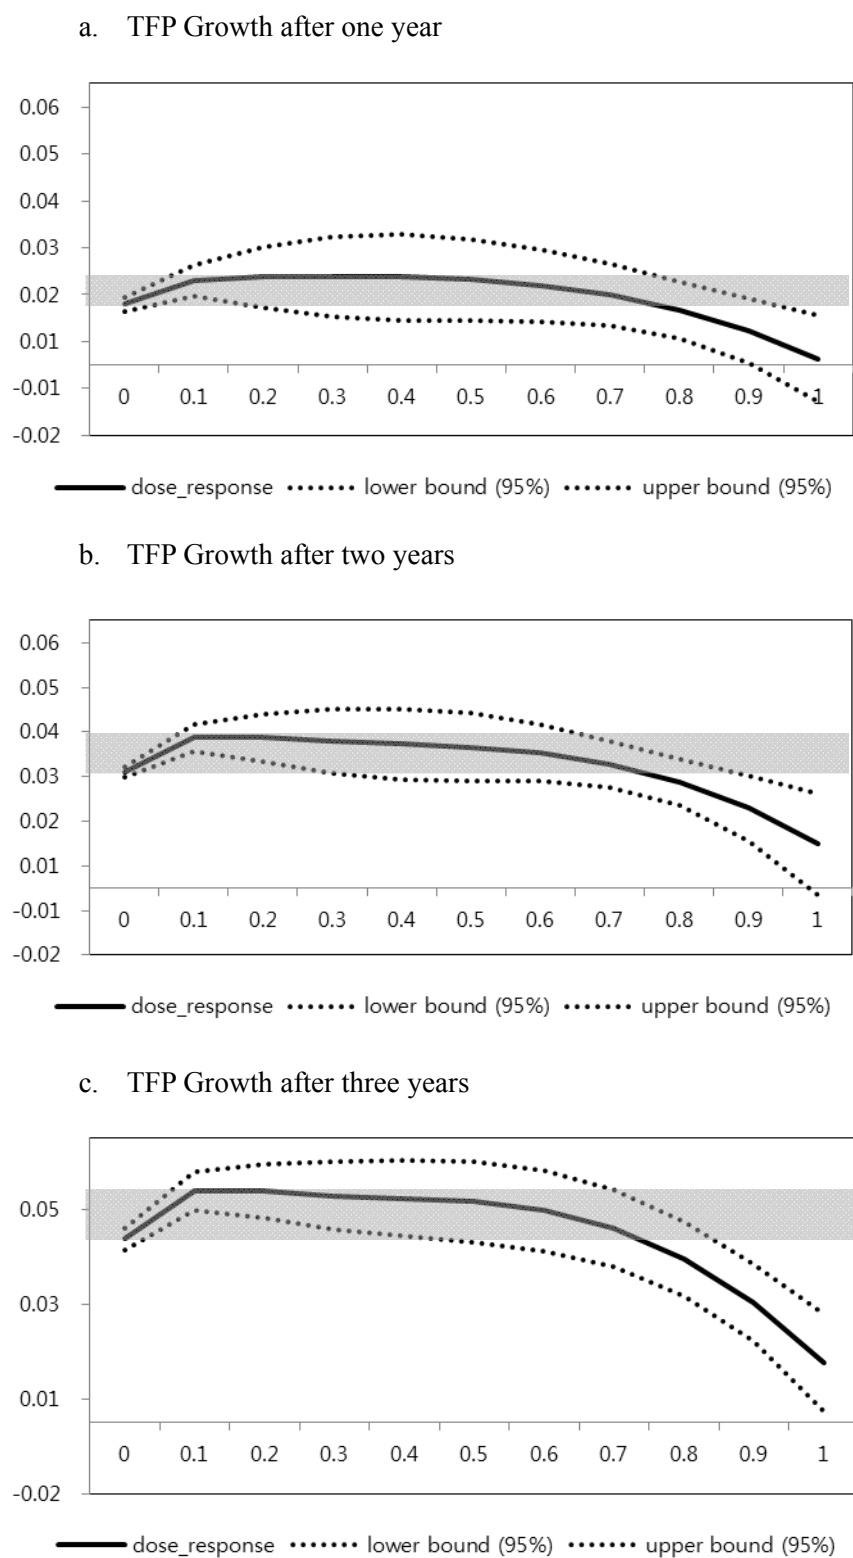 a. TFP Growth after one year
0.06
0.05
0.04
0.03
0.02
0.01
-0.01
-0.02
0 0.1 0.2 0.3 0.4 0.5 0.6 0.7 0.8 0.9 1
dose_response lower bound (95%) upper bound (95%)
b. TFP Growth after two years
0.06
0.05
0.04
0.03
0.02
0.01
-0.01
-0.02
0 0.1 0.2 0.3 0.4 0.5 0.6 0.7 0.8 0.9 1
dose_response lower bound (95%) upper bound (95%)
c. TFP Growth after three years
0.05
0.03
0.01
-0.02
0 0.1 0.2 0.3 0.4 0.5 0.6 0.7 0.8 0.9 1
dose_response lower bound (95%) upper bound (95%)